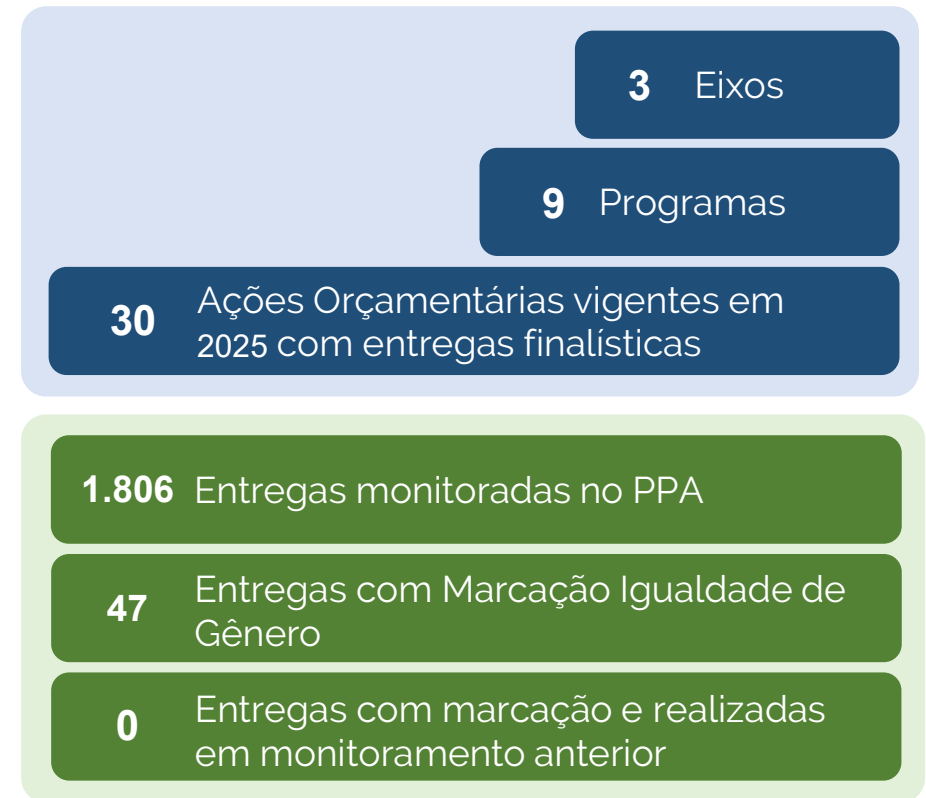 3 Eixos
9 Programas
30 Ações Orçamentárias vigentes em
2025 com entregas finalísticas
1.806 Entregas monitoradas no PPA
47 Entregas com Marcação Igualdade de
Gênero
0 Entregas com marcação e realizadas
em monitoramento anterior